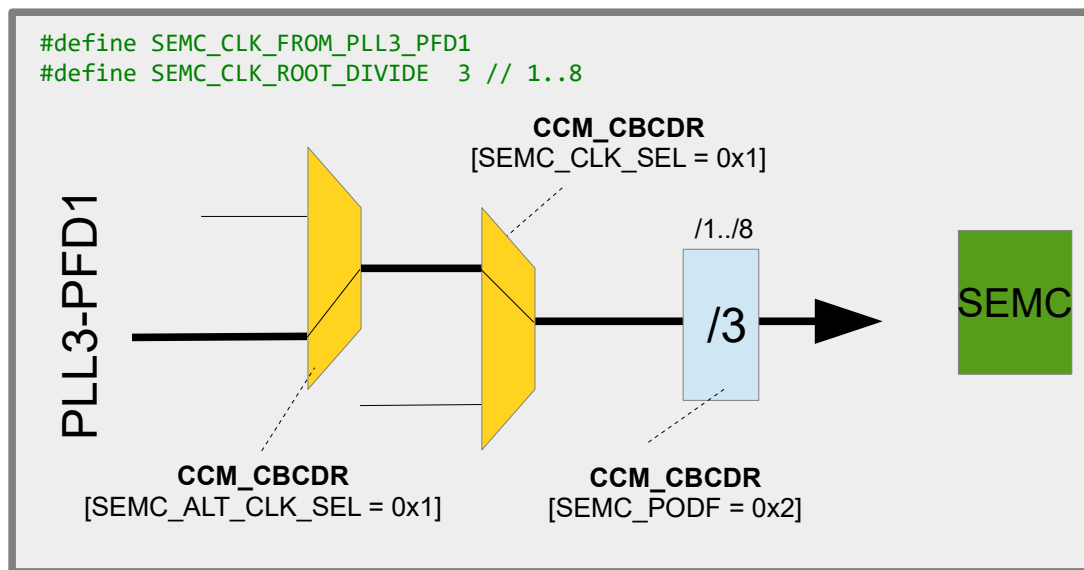 #define SEMC_CLK_FROM_PLL3_PFD1
#define SEMC_CLK_ROOT_DIVIDE  3 // 1..8
CCM_CBCDR
[SEMC_CLK_SEL = 0x1]
PLL3-PFD1
/1../8
/3
SEMC
CCM_CBCDR
[SEMC_ALT_CLK_SEL = 0x1]
CCM_CBCDR
[SEMC_PODF = 0x2]